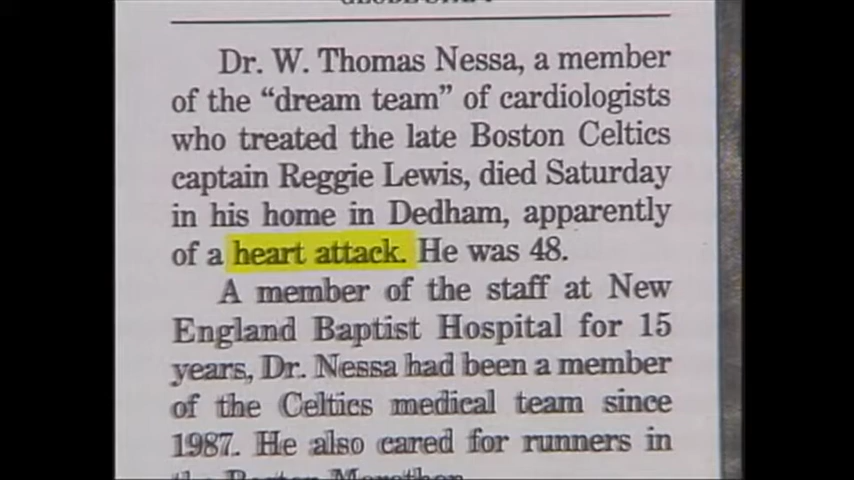 Dr. W. Thomas Nessa, a member
of the “dream team” of cardiologists
who treated the late Boston Celtics
captain Reggie Lewis, died Saturday
in his home in Dedham, apparently
of a heart attack. He was 48.
A member of the staff at New
England Baptist Hospital for 15
years, Dr. Nessa had been a member
of the Celtics medical team since
1987. He also cared for runners in
the Boston Marathon